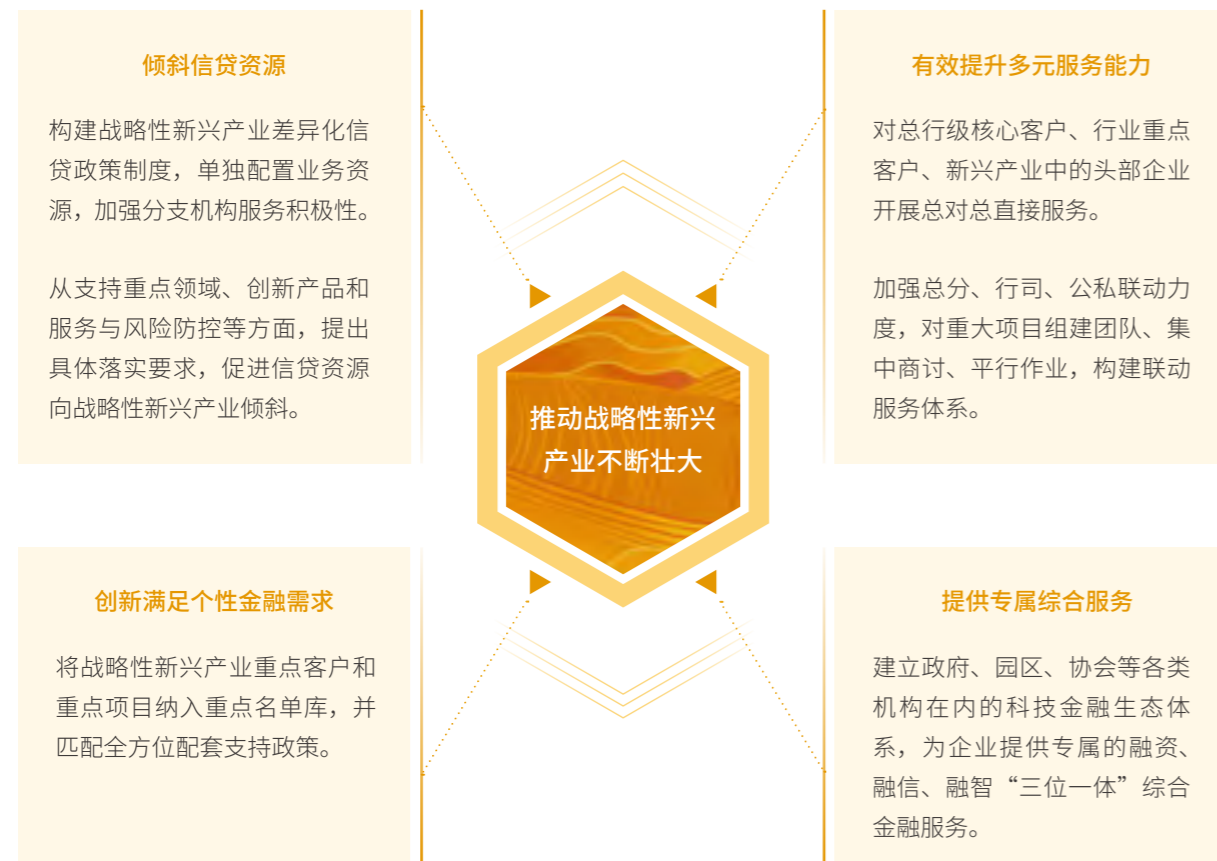 倾斜信贷资源
构建战略性新兴产业差异化信
贷政策制度，单独配置业务资
源，加强分支机构服务积极性。
从支持重点领域、创新产品和
服务与风险防控等方面，提出
具体落实要求，促进信贷资源
向战略性新兴产业倾斜。
有效提升多元服务能力
对总行级核心客户、行业重点
客户、新兴产业中的头部企业
开展总对总直接服务。
加强总分、行司、公私联动力
度，对重大项目组建团队、集
中商讨、平行作业，构建联动
服务体系。
推动战略性新兴
产业不断壮大
创新满足个性金融需求
将战略性新兴产业重点客户和
重点项目纳入重点名单库，并
匹配全方位配套支持政策。
提供专属综合服务
建立政府、园区、协会等各类
机构在内的科技金融生态体
系，为企业提供专属的融资、
融信、融智“三位一体”综合
金融服务。